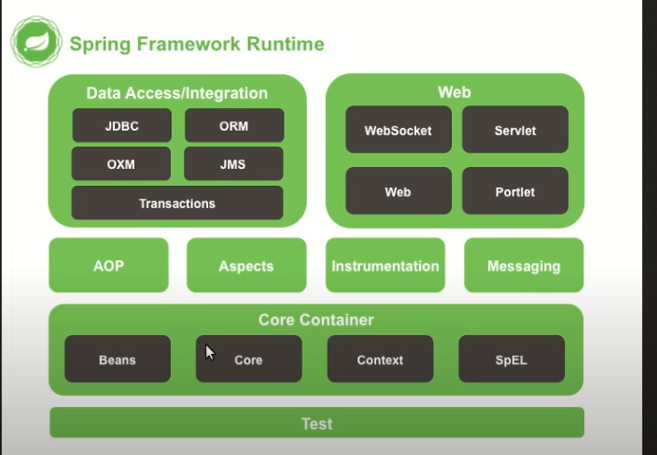 Spring Framework Runtime
Data Access/Integration
JDBC ORM
OXM JMS
Transactions
Web
WebSocket Servlet
Web Portlet
AOP Aspects Instrumentation Messaging
Core Container
Beans Core Context SpEL
Test